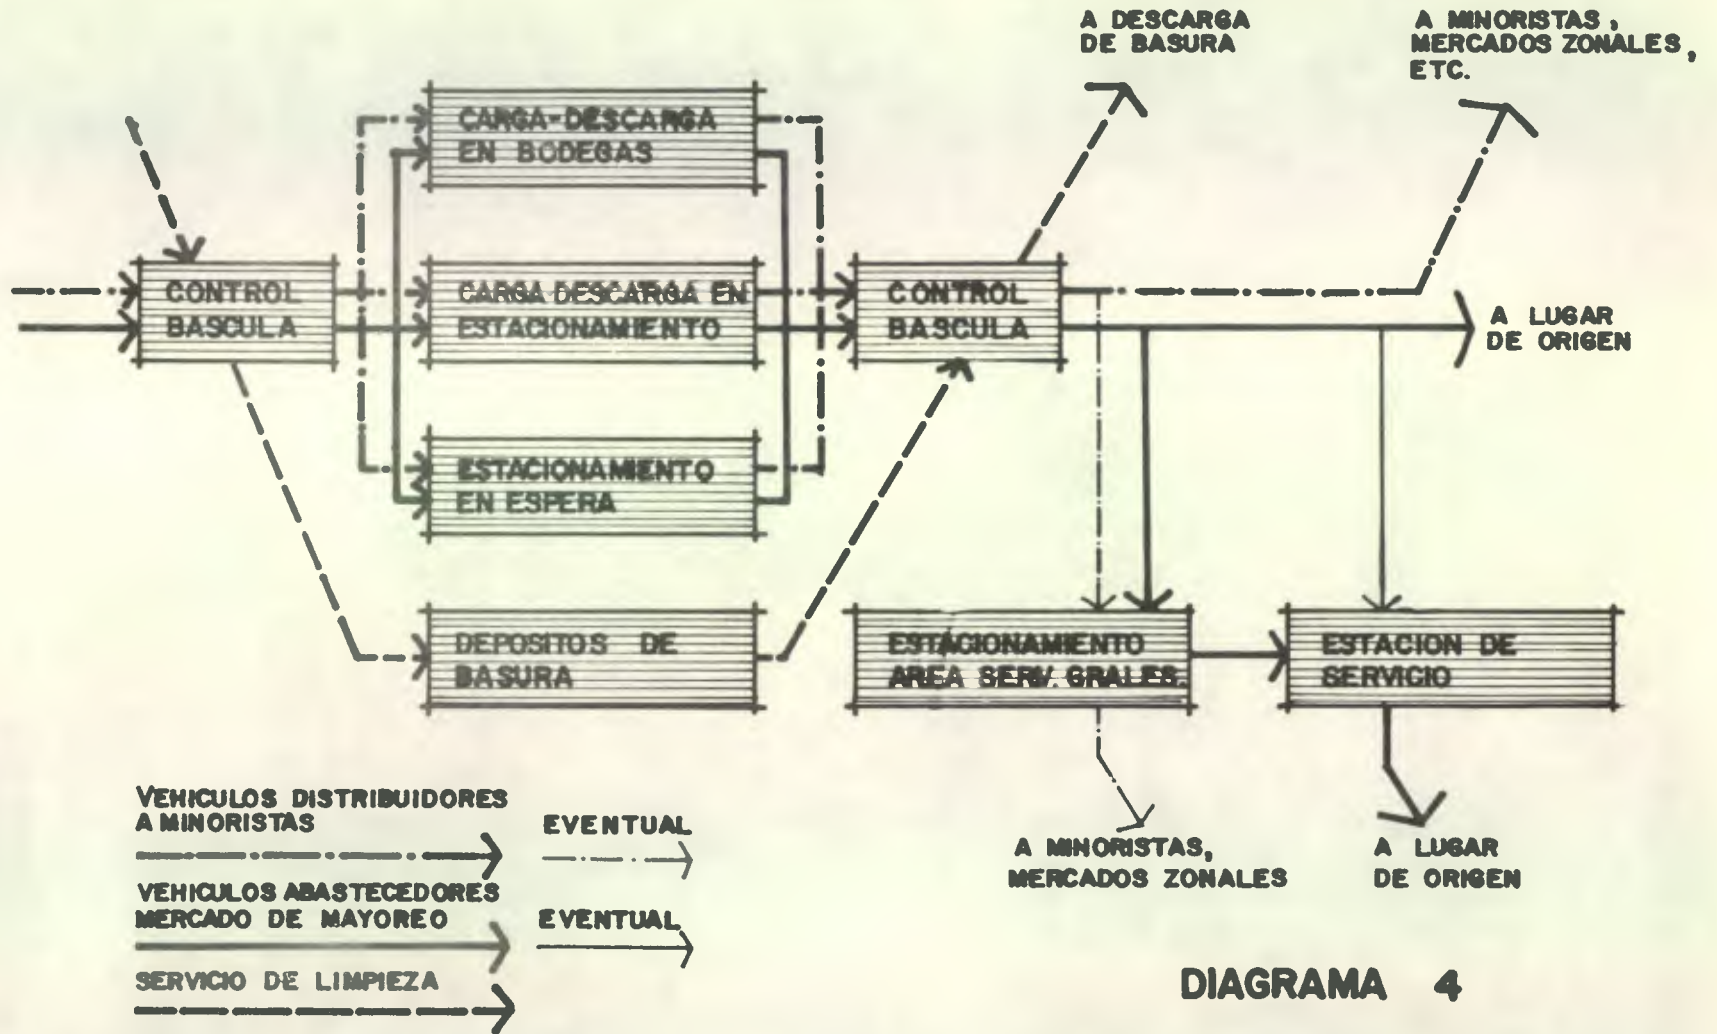 A DESCARGA
DE BASURA
A MINORISTAS,
MERCADOS ZONALES,
ETC.
CARGA-DESCARGA
EN BODEGAS
CONTROL
BASCULA
CARGA DESCARGA EN
ESTACIONAMIENTO
CONTROL
BASCULA
A LUGAR
DE ORIGEN
ESTACIONAMIENTO
EN ESPERA
DEPOSITOS DE
BASURA
ESTACIONAMIENTO
AREA SERV. GRALES.
ESTACION DE
SERVICIO
A MINORISTAS,
MERCADOS ZONALES
A LUGAR
DE ORIGEN
VEHICULOS DISTRIBUIDORES
A MINORISTAS
EVENTUAL
VEHICULOS ABASTECEDORES
MERCADO DE MAYOREO
EVENTUAL
SERVICIO DE LIMPIEZA
DIAGRAMA 4